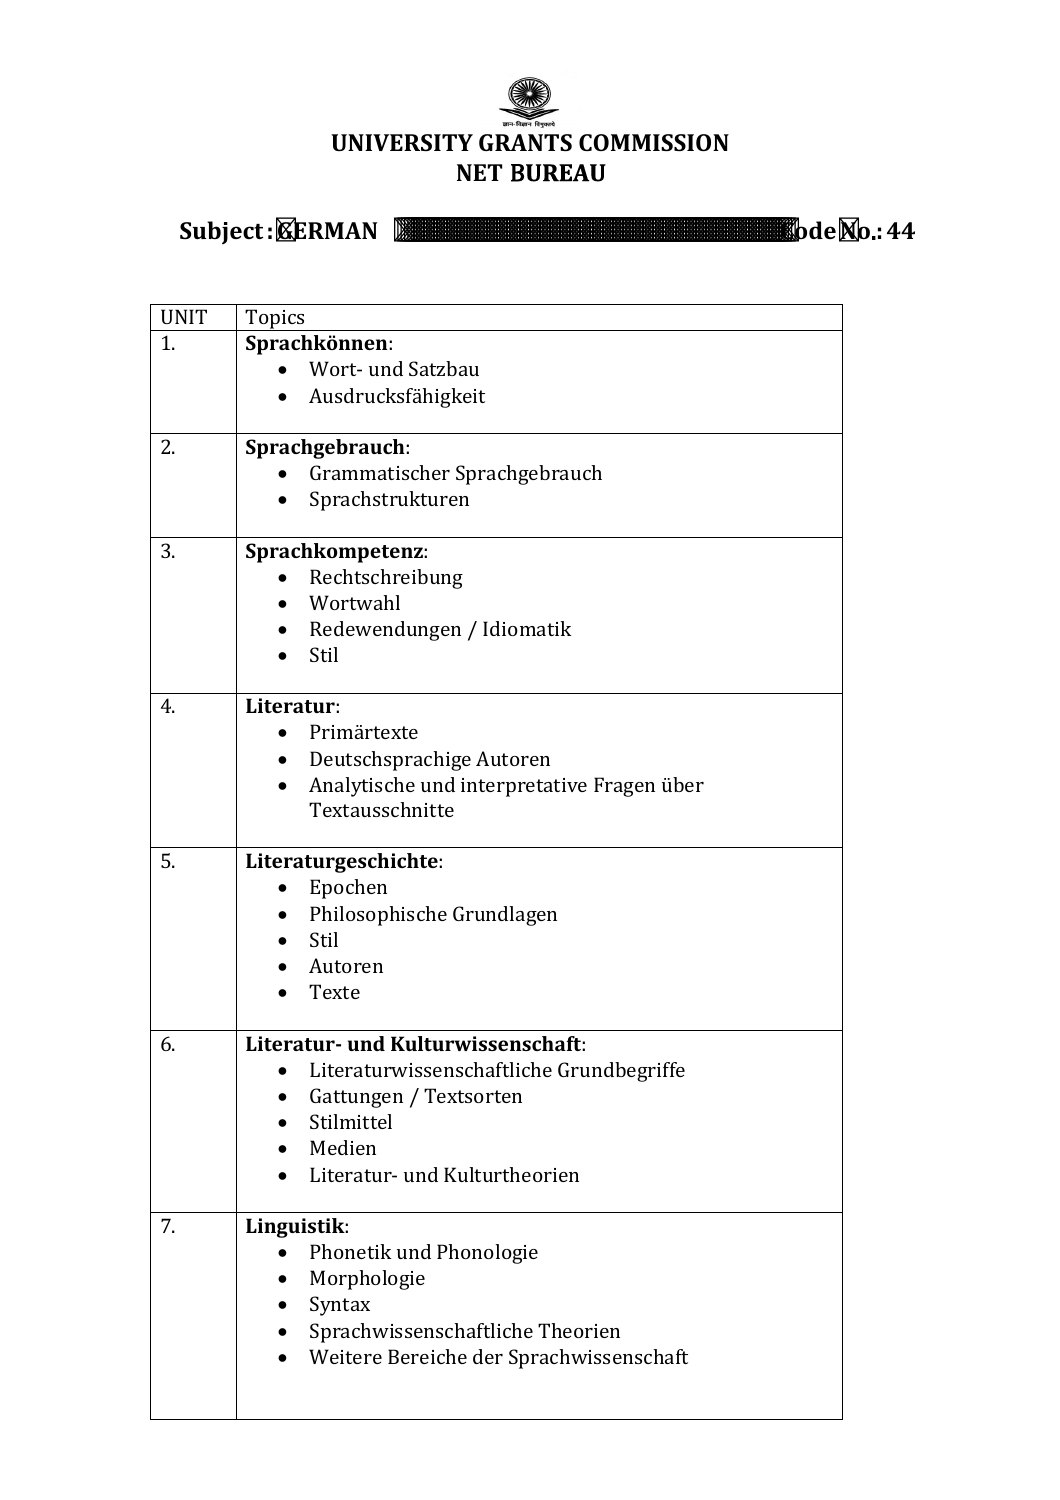 ज्ञान-विज्ञान विमुक्तये
UNIVERSITY GRANTS COMMISSION
NET BUREAU
Subject: GERMAN Code No.: 44
UNIT Topics
1. Sprachkönnen:
• Wort- und Satzbau
• Ausdrucksfähigkeit
2. Sprachgebrauch:
• Grammatischer Sprachgebrauch
• Sprachstrukturen
3. Sprachkompetenz:
• Rechtschreibung
• Wortwahl
• Redewendungen / Idiomatik
• Stil
4. Literatur:
• Primärtexte
• Deutschsprachige Autoren
• Analytische und interpretative Fragen über
Textausschnitte
5. Literaturgeschichte:
• Epochen
• Philosophische Grundlagen
• Stil
• Autoren
• Texte
6. Literatur- und Kulturwissenschaft:
• Literaturwissenschaftliche Grundbegriffe
• Gattungen / Textsorten
• Stilmittel
• Medien
• Literatur- und Kulturtheorien
7. Linguistik:
• Phonetik und Phonologie
• Morphologie
• Syntax
• Sprachwissenschaftliche Theorien
• Weitere Bereiche der Sprachwissenschaft